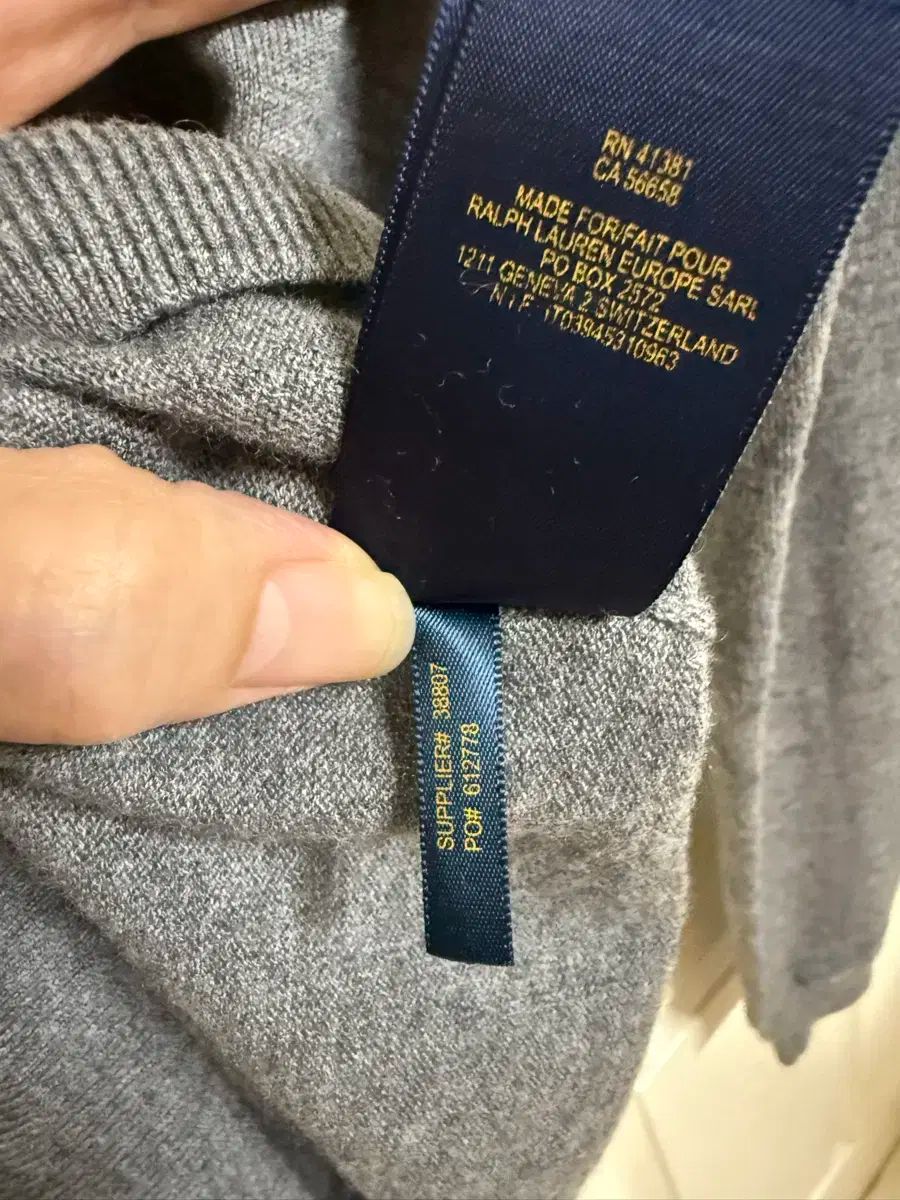 RN 41381
CA 56658
MADE FOR/FAIT POUR
RALPH LAUREN EUROPE SARL
PO BOX 2572
1211 GENEVA 2, SWITZERLAND
N.I.F. IT03945310963
SUPPLIER# 38807
PO# 612778